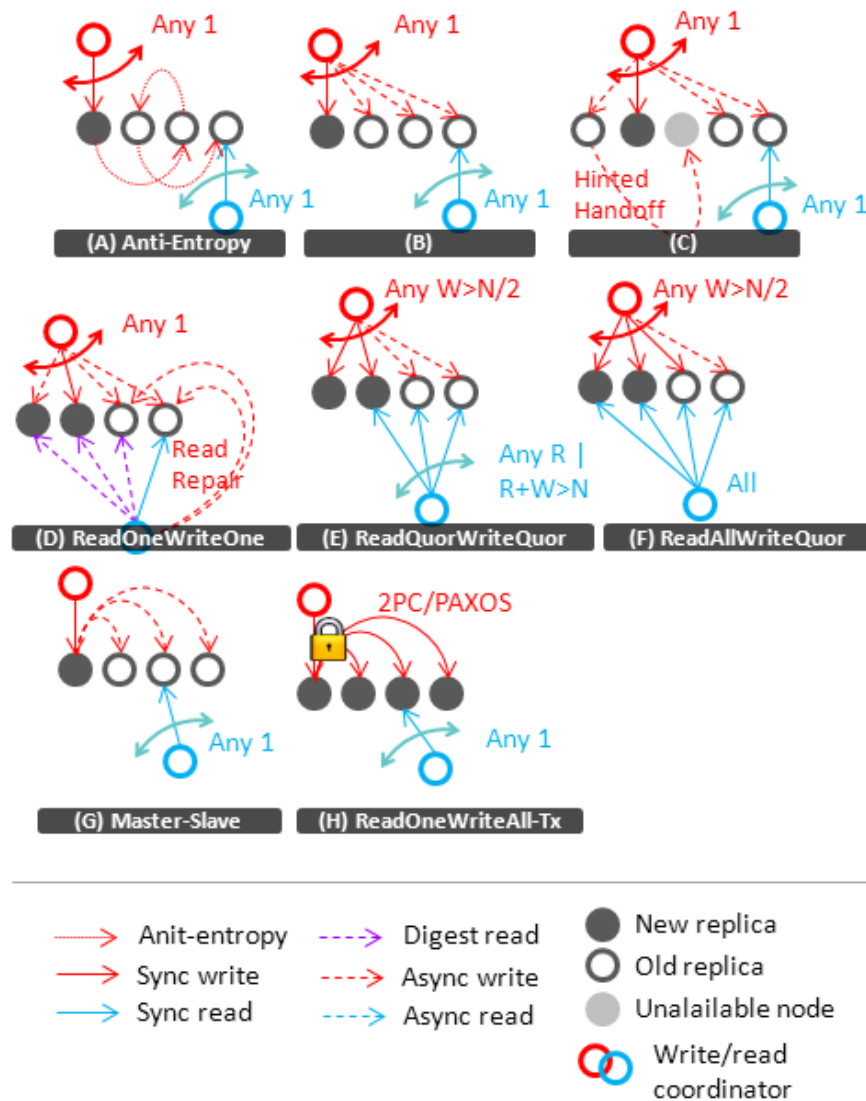 Any 1
Any 1
Any 1
Any 1
Any 1
Hinted
Handoff
Any 1
(A) Anti-Entropy
(B)
(C)
Any 1
Any W>N/2
Any W>N/2
Read
Repair
Any R |
R+W>N
All
(D) ReadOneWriteOne
(E) ReadQuorWriteQuor
(F) ReadAllWriteQuor
2PC/PAXOS
Any 1
Any 1
(G) Master-Slave
(H) ReadOneWriteAll-Tx
Anit-entropy
Digest read
New replica
Sync write
Async write
Old replica
Sync read
Async read
Unalailable node
Write/read
coordinator